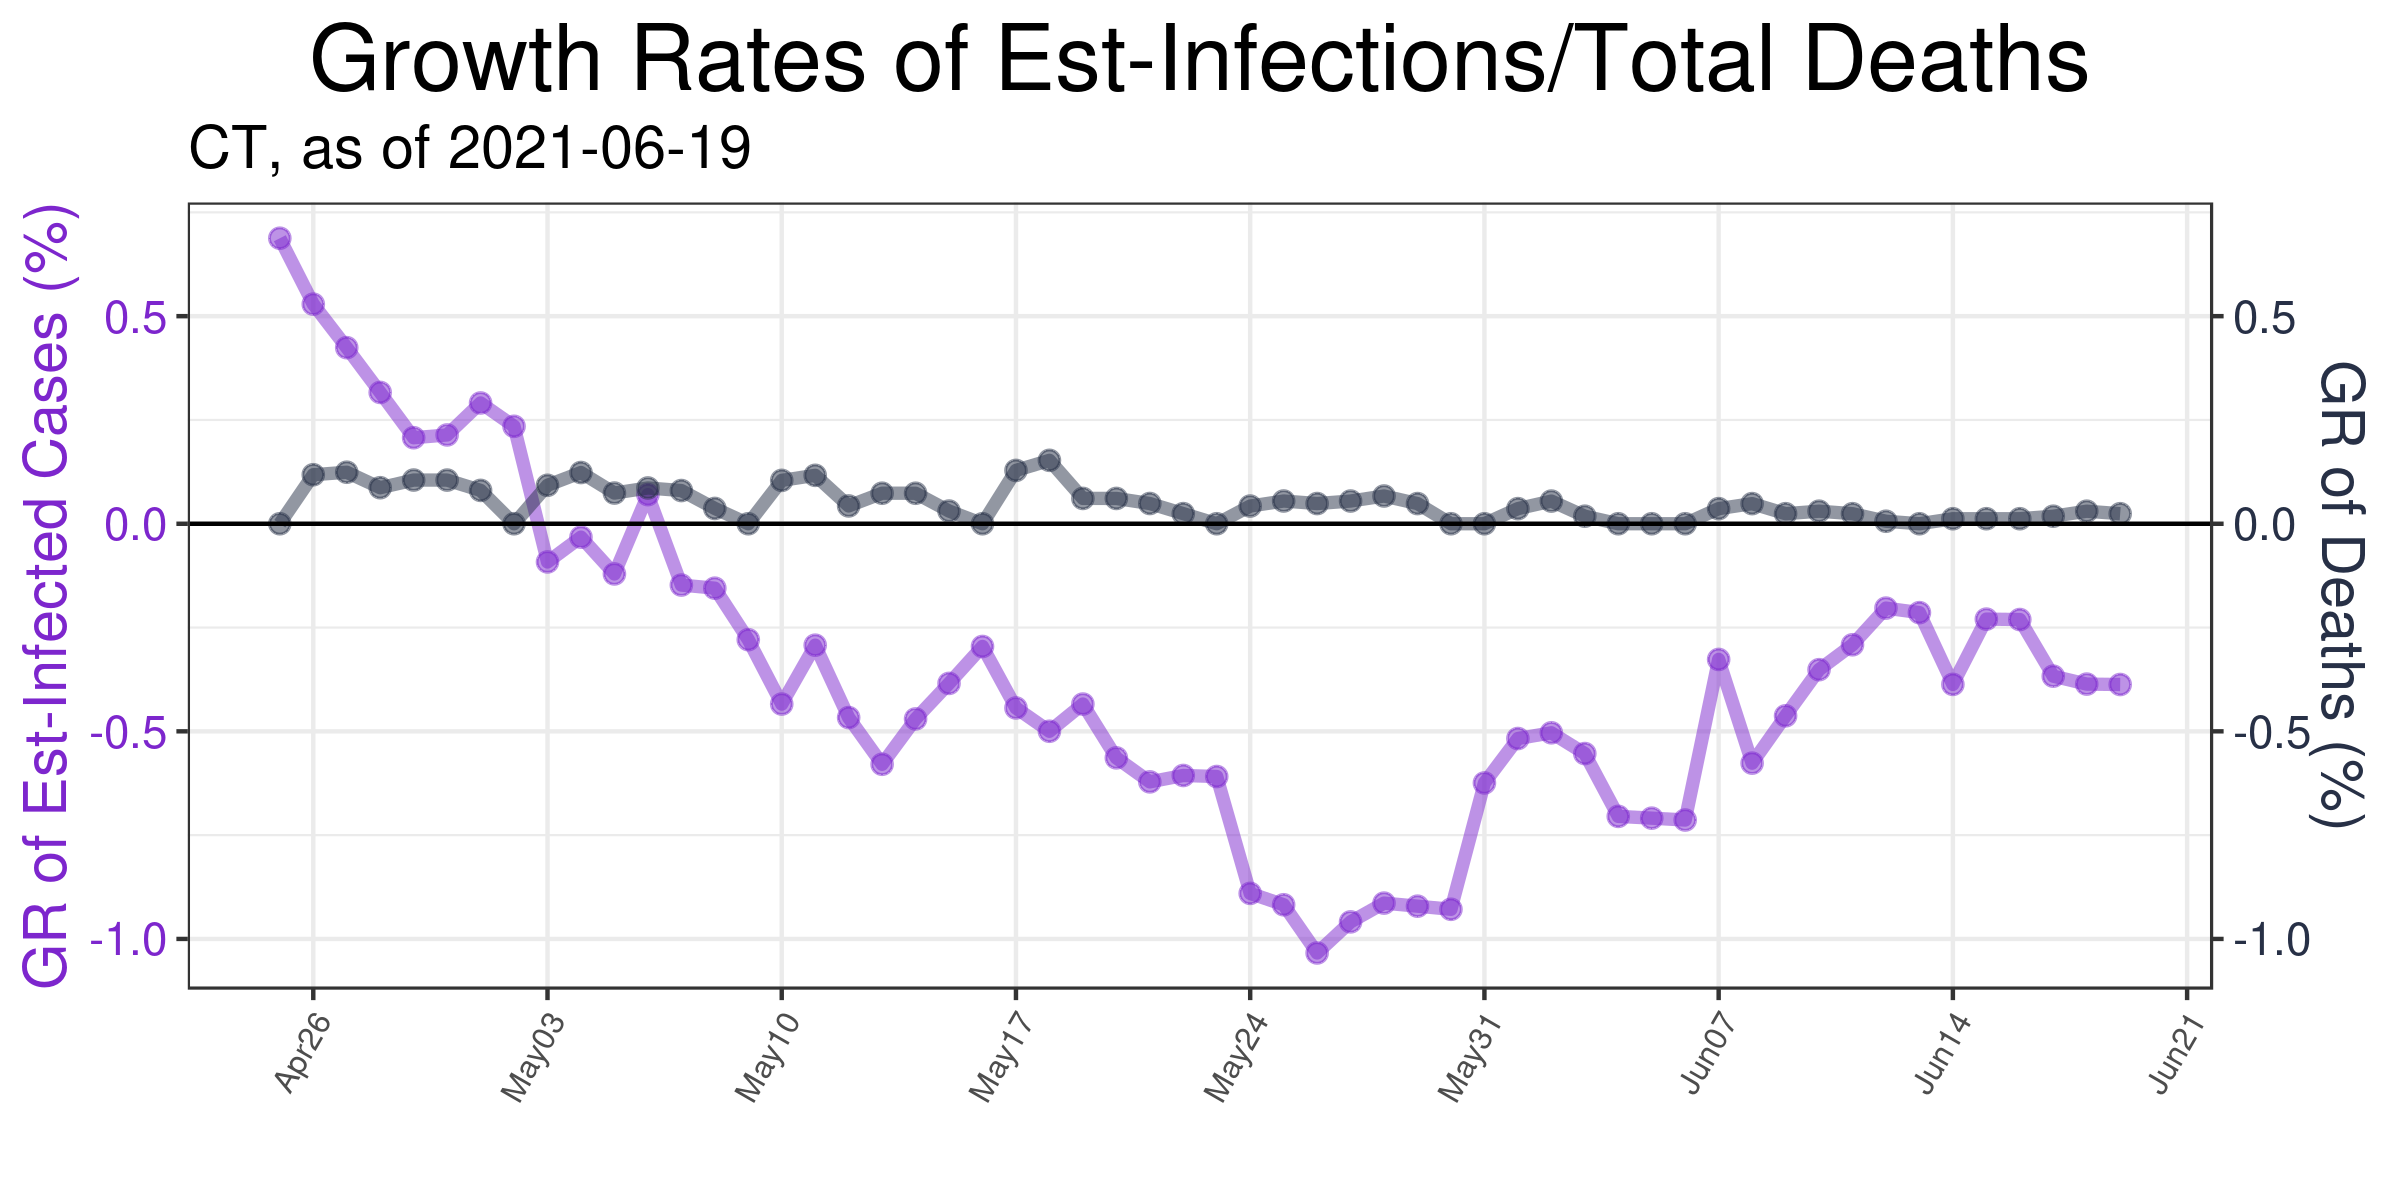 Growth Rates of Est-Infections/Total Deaths
CT, as of 2021-06-19
GR of Est-Infected Cases (%)
0.5
0.0
-0.5
-1.0
0.5
0.0
-0.5
-1.0
GR of Deaths (%)
Apr26
May03
May10
May17
May24
May31
Jun07
Jun14
Jun21